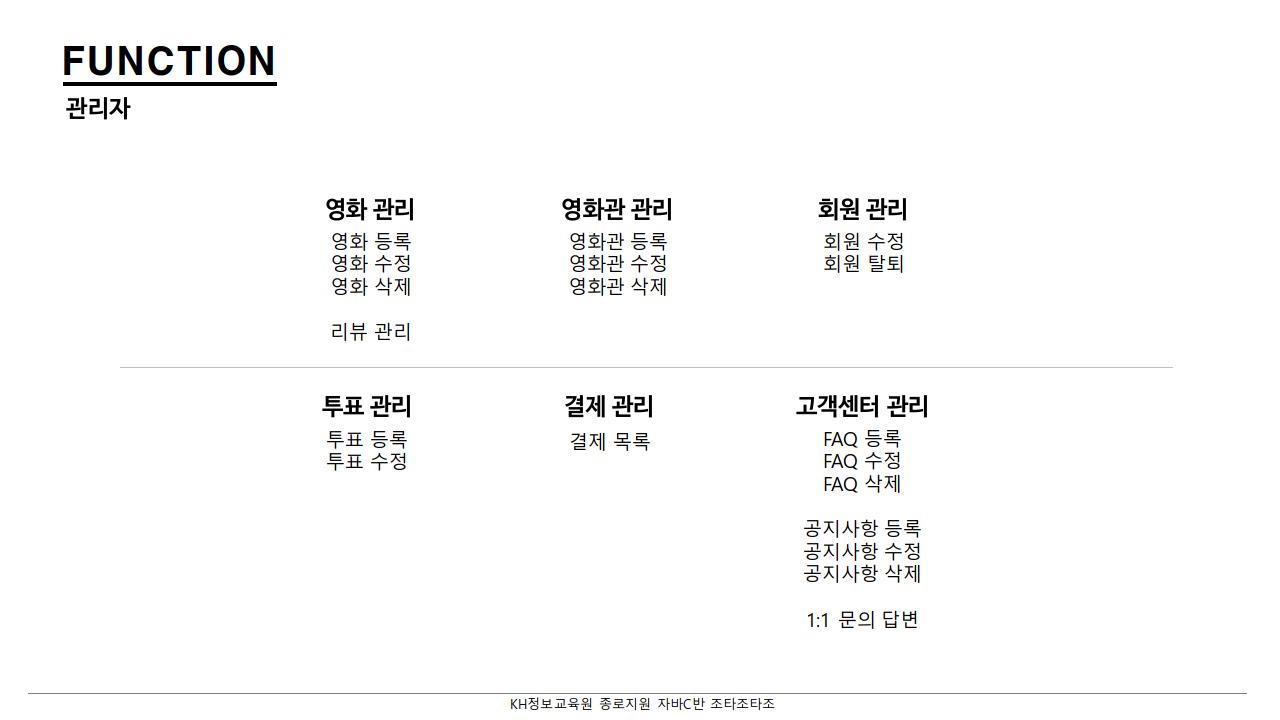 FUNCTION
관리자
영화 관리
영화 등록
영화 수정
영화 삭제
리뷰 관리
영화관 관리
영화관 등록
영화관 수정
영화관 삭제
회원 관리
회원 수정
회원 탈퇴
투표 관리
투표 등록
투표 수정
결제 관리
결제 목록
고객센터 관리
FAQ 등록
FAQ 수정
FAQ 삭제
공지사항 등록
공지사항 수정
공지사항 삭제
1:1 문의 답변
KH정보교육원 종로지원 자바C반 조타조타조